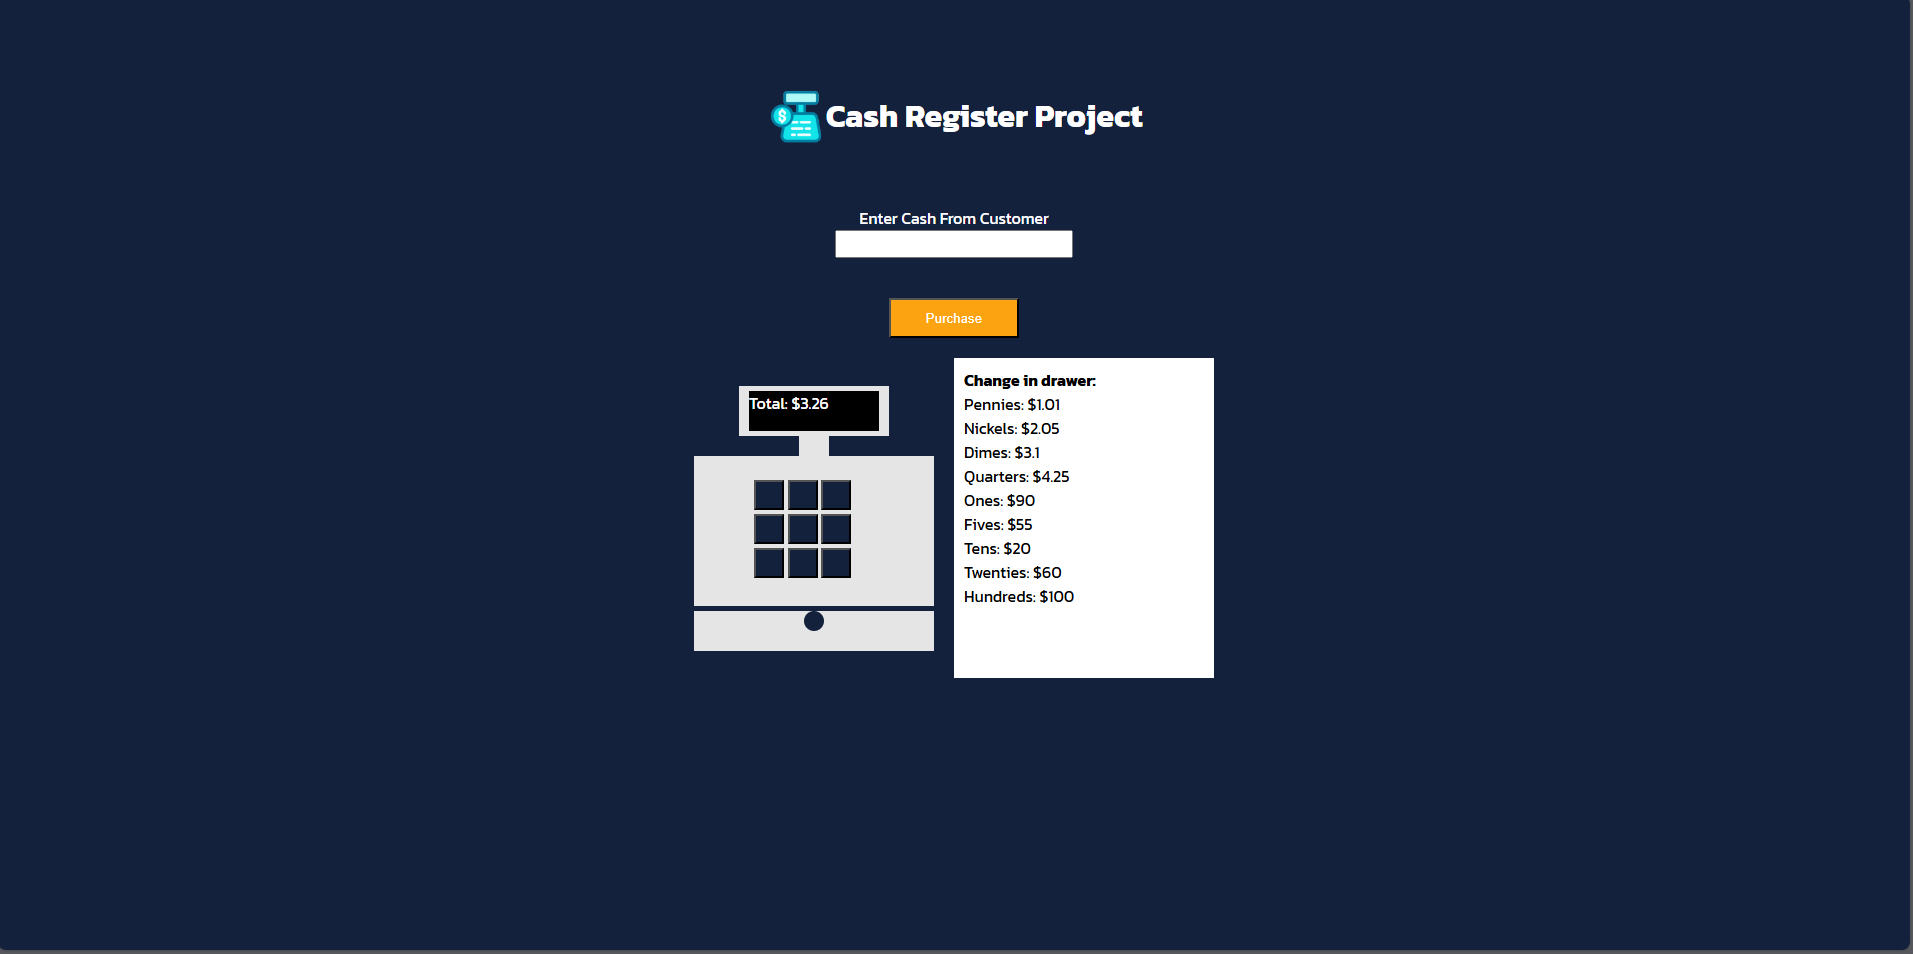 $
Cash Register Project
Enter Cash From Customer
Purchase
Total: $3.26
Change in drawer:
Pennies: $1.01
Nickels: $2.05
Dimes: $3.1
Quarters: $4.25
Ones: $90
Fives: $55
Tens: $20
Twenties: $60
Hundreds: $100